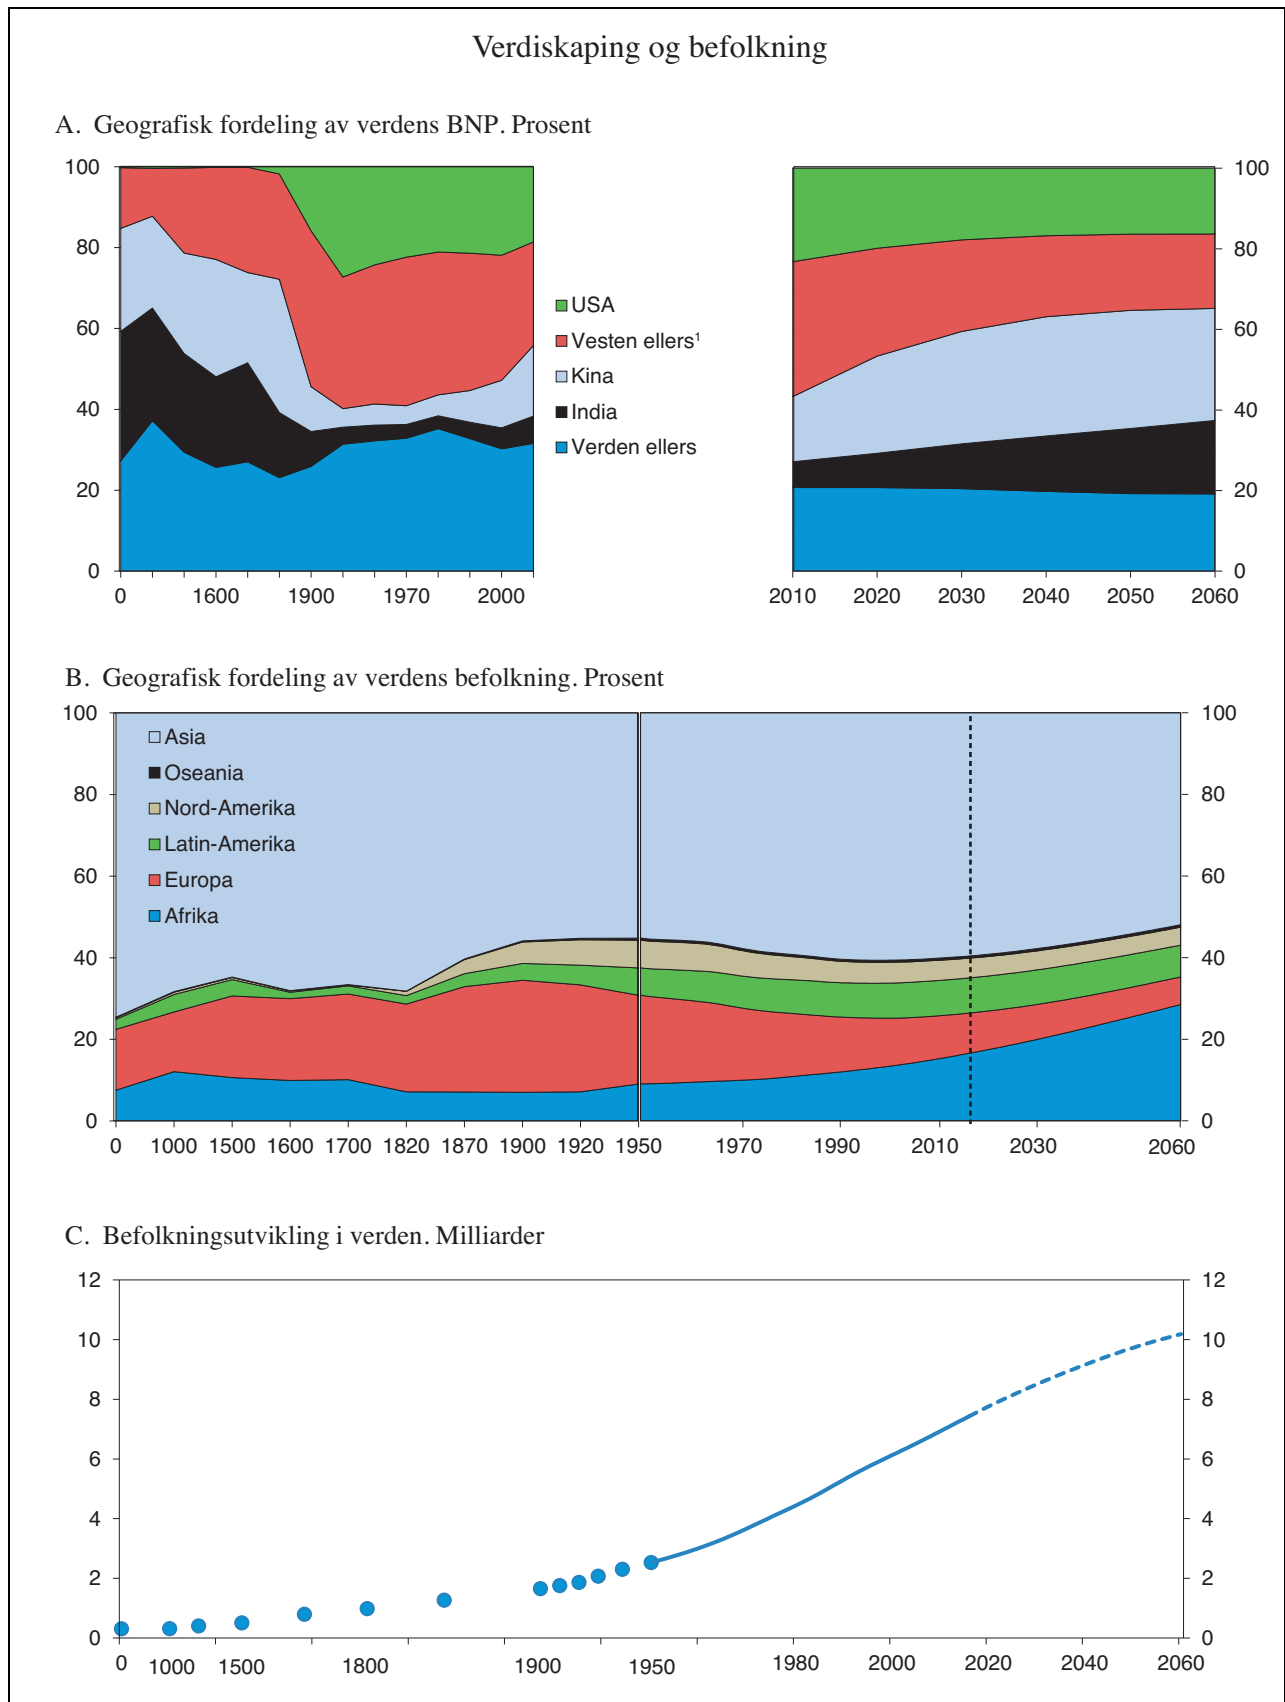 Verdiskaping og befolkning
A. Geografisk fordeling av verdens BNP. Prosent
100
80
60
40
20
0
0 1600 1900 1970 2000
USA
Vesten ellers¹
Kina
India
Verden ellers
100
80
60
40
20
0
2010 2020 2030 2040 2050 2060
B. Geografisk fordeling av verdens befolkning. Prosent
100
80
60
40
20
0
Asia
Oseania
Nord-Amerika
Latin-Amerika
Europa
Afrika
100
80
60
40
20
0
0 1000 1500 1600 1700 1820 1870 1900 1920 1950 1970 1990 2010 2030 2060
C. Befolkningsutvikling i verden. Milliarder
12
10
8
6
4
2
0
12
10
8
6
4
2
0
0 1000 1500 1800 1900 1950 1980 2000 2020 2040 2060